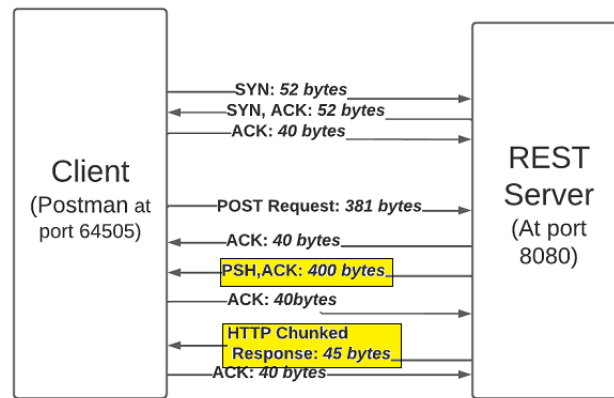 SYN: 52 bytes
SYN, ACK: 52 bytes
ACK: 40 bytes
Client
(Postman at
port 64505)
REST
Server
(At port
8080)
POST Request: 381 bytes
ACK: 40 bytes
PSH,ACK: 400 bytes
ACK: 40bytes
HTTP Chunked
Response: 45 bytes
ACK: 40 bytes